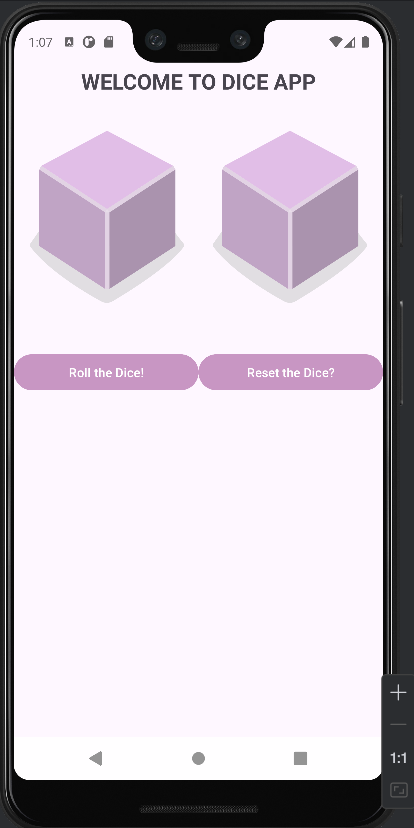 1:07
WELCOME TO DICE APP
Roll the Dice!
Reset the Dice?
1:1